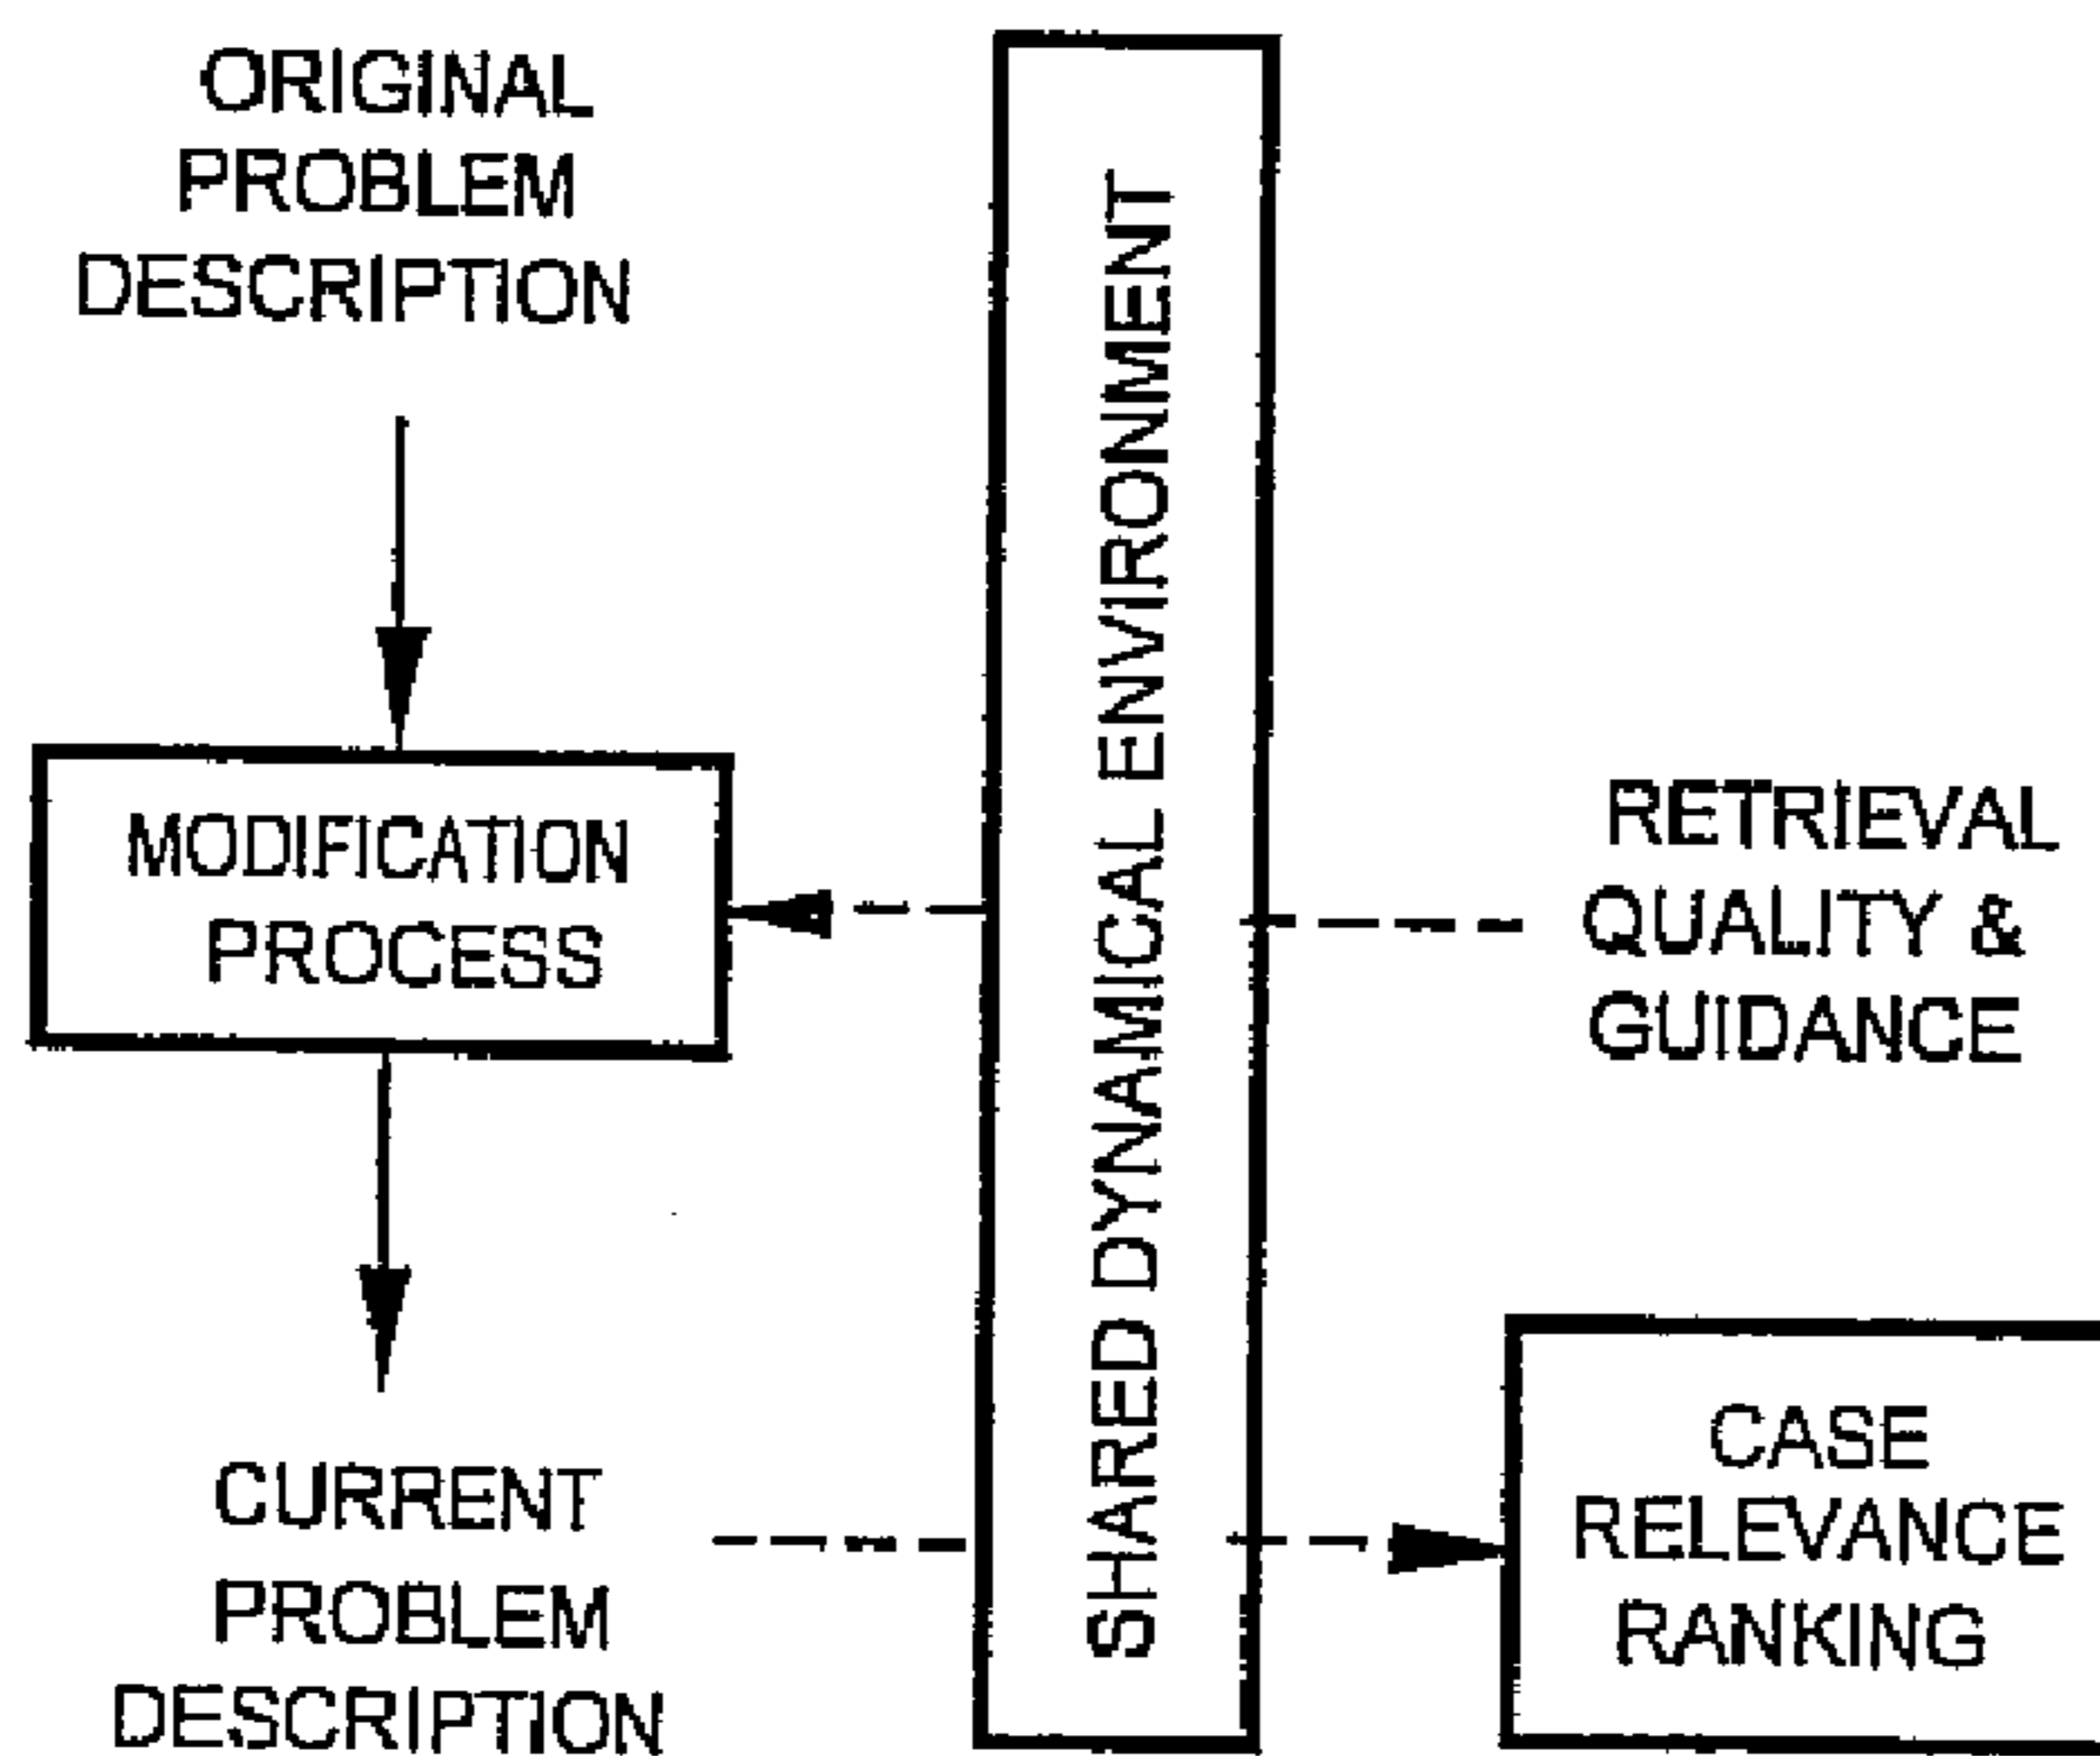 ORIGINAL
PROBLEM
DESCRIPTION
MODIFICATION
PROCESS
CURRENT
PROBLEM
DESCRIPTION
SHARED DYNAMICAL ENVIRONMENT
RETRIEVAL
QUALITY &
GUIDANCE
CASE
RELEVANCE
RANKING